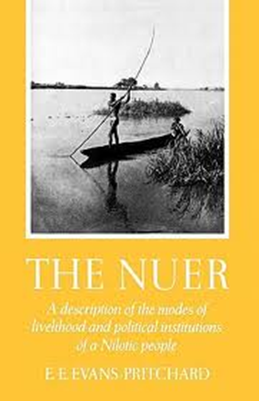 THE NUER
A description of the modes of
livelihood and political institutions
of a Nilotic people
E. E. EVANS-PRITCHARD